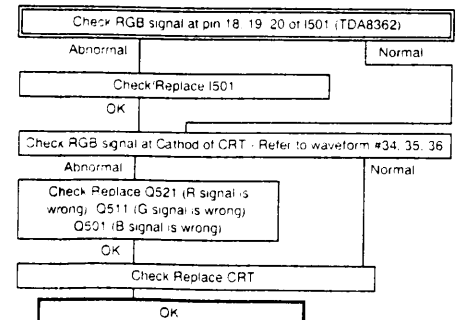 Check RGB signal at pin 18 19 20 of I501 (TDA8362)
Abnormal
Normal
Check Replace I501
OK
Check RGB signal at Cathod of CRT - Refer to waveform #34, 35, 36
Abnormal
Normal
Check Replace Q521 (R signal is
wrong) Q511 (G signal is wrong)
Q501 (B signal is wrong)
OK
Check Replace CRT
OK